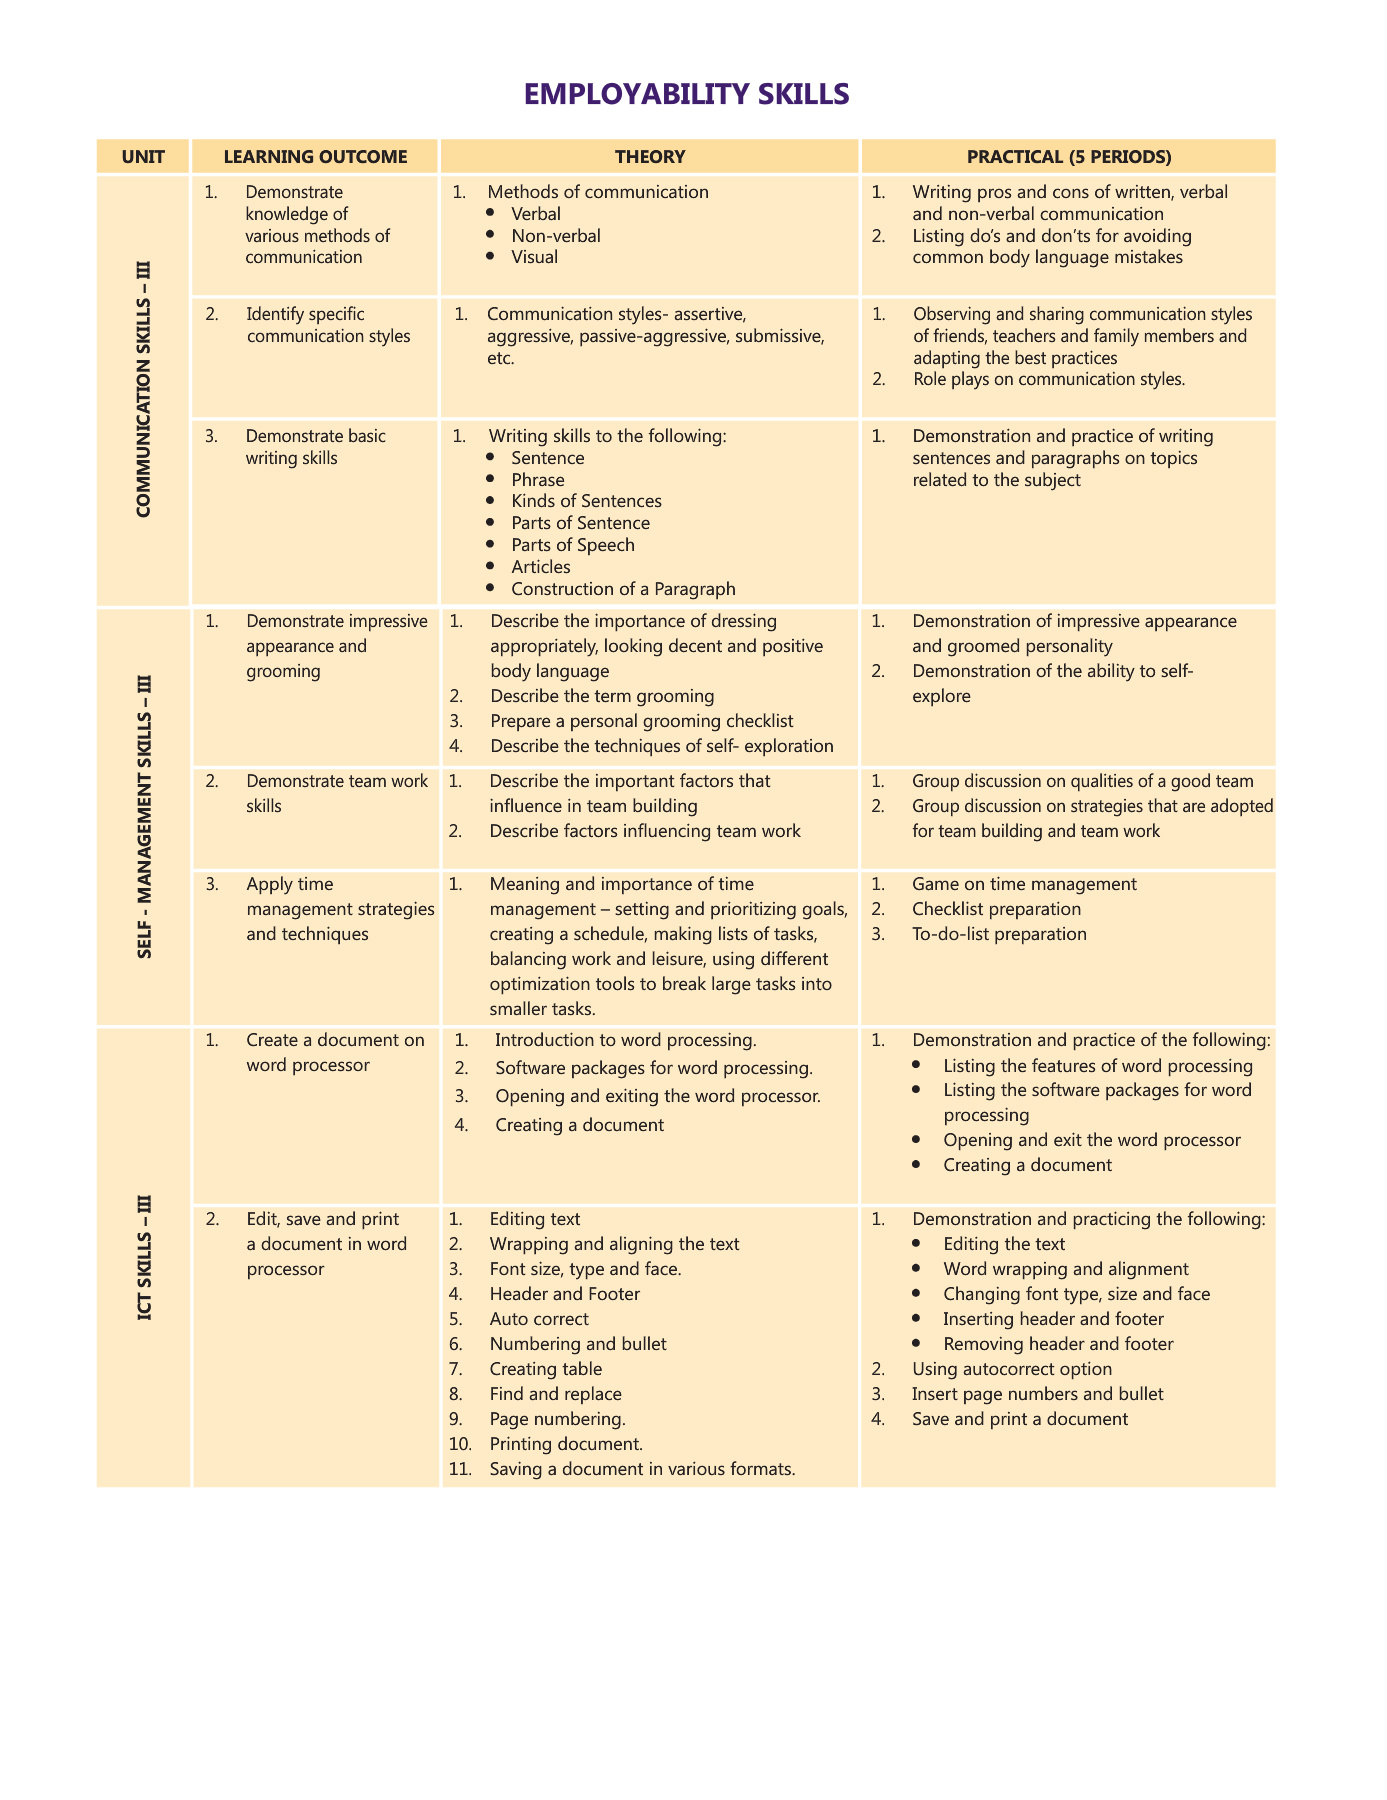 EMPLOYABILITY SKILLS
UNIT
LEARNING OUTCOME
THEORY
PRACTICAL (5 PERIODS)
COMMUNICATION SKILLS – III
1. Demonstrate
knowledge of
various methods of
communication
1. Methods of communication
• Verbal
• Non-verbal
• Visual
1. Writing pros and cons of written, verbal
and non-verbal communication
2. Listing do’s and don’ts for avoiding
common body language mistakes
2. Identify specific
communication styles
1. Communication styles- assertive,
aggressive, passive-aggressive, submissive,
etc.
1. Observing and sharing communication styles
of friends, teachers and family members and
adapting the best practices
2. Role plays on communication styles.
3. Demonstrate basic
writing skills
1. Writing skills to the following:
• Sentence
• Phrase
• Kinds of Sentences
• Parts of Sentence
• Parts of Speech
• Articles
• Construction of a Paragraph
1. Demonstration and practice of writing
sentences and paragraphs on topics
related to the subject
SELF - MANAGEMENT SKILLS – III
1. Demonstrate impressive
appearance and
grooming
1. Describe the importance of dressing
appropriately, looking decent and positive
body language
2. Describe the term grooming
3. Prepare a personal grooming checklist
4. Describe the techniques of self- exploration
1. Demonstration of impressive appearance
and groomed personality
2. Demonstration of the ability to self-
explore
2. Demonstrate team work
skills
1. Describe the important factors that
influence in team building
2. Describe factors influencing team work
1. Group discussion on qualities of a good team
2. Group discussion on strategies that are adopted
for team building and team work
3. Apply time
management strategies
and techniques
1. Meaning and importance of time
management – setting and prioritizing goals,
creating a schedule, making lists of tasks,
balancing work and leisure, using different
optimization tools to break large tasks into
smaller tasks.
1. Game on time management
2. Checklist preparation
3. To-do-list preparation
ICT SKILLS – III
1. Create a document on
word processor
1. Introduction to word processing.
2. Software packages for word processing.
3. Opening and exiting the word processor.
4. Creating a document
1. Demonstration and practice of the following:
• Listing the features of word processing
• Listing the software packages for word
processing
• Opening and exit the word processor
• Creating a document
2. Edit, save and print
a document in word
processor
1. Editing text
2. Wrapping and aligning the text
3. Font size, type and face.
4. Header and Footer
5. Auto correct
6. Numbering and bullet
7. Creating table
8. Find and replace
9. Page numbering.
10. Printing document.
11. Saving a document in various formats.
1. Demonstration and practicing the following:
• Editing the text
• Word wrapping and alignment
• Changing font type, size and face
• Inserting header and footer
• Removing header and footer
2. Using autocorrect option
3. Insert page numbers and bullet
4. Save and print a document